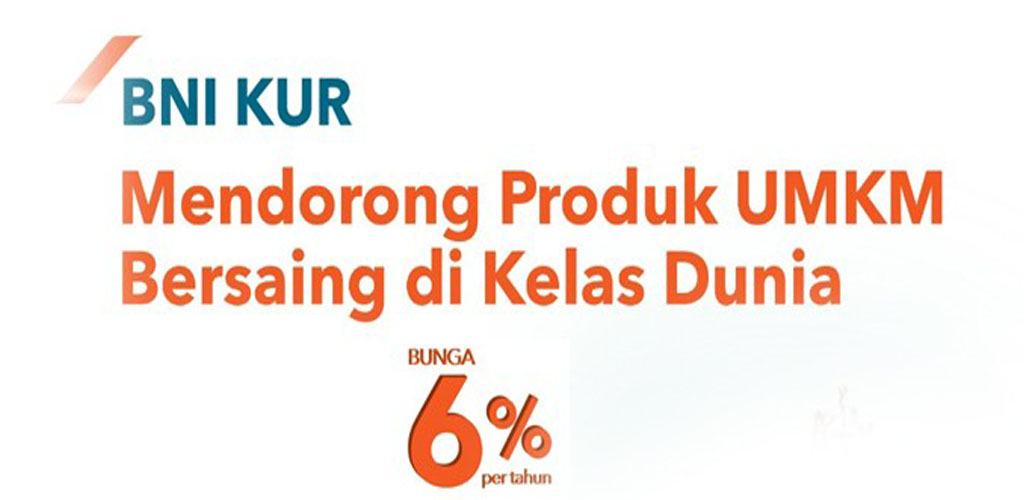 BNI KUR
Mendorong Produk UMKM
Bersaing di Kelas Dunia
BUNGA
6%
per tahun